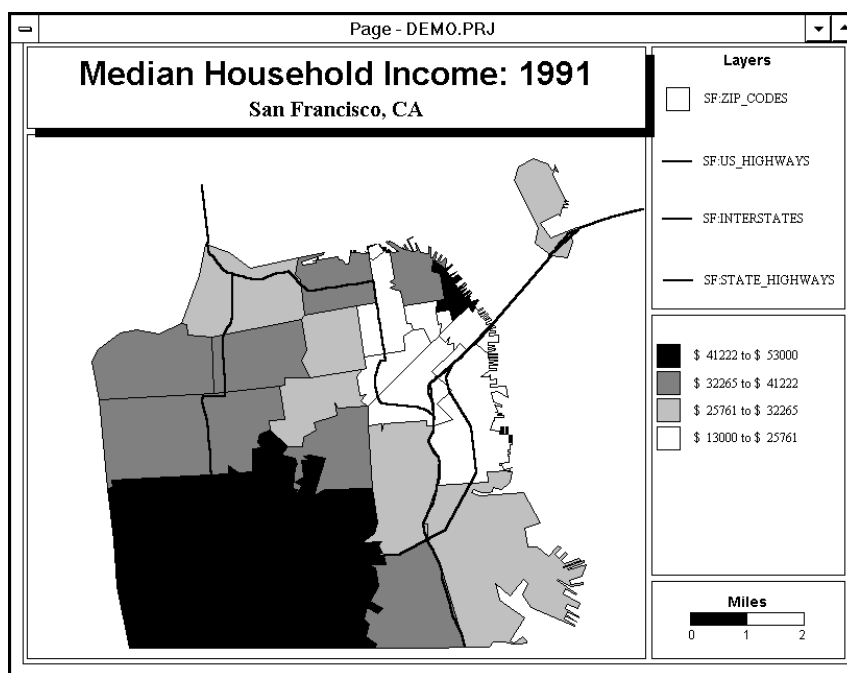 Page - DEMO.PRJ
Median Household Income: 1991
San Francisco, CA
Layers
SF:ZIP_CODES
SF:US_HIGHWAYS
SF:INTERSTATES
SF:STATE_HIGHWAYS
$ 41222 to $ 53000
$ 32265 to $ 41222
$ 25761 to $ 32265
$ 13000 to $ 25761
Miles
0 1 2